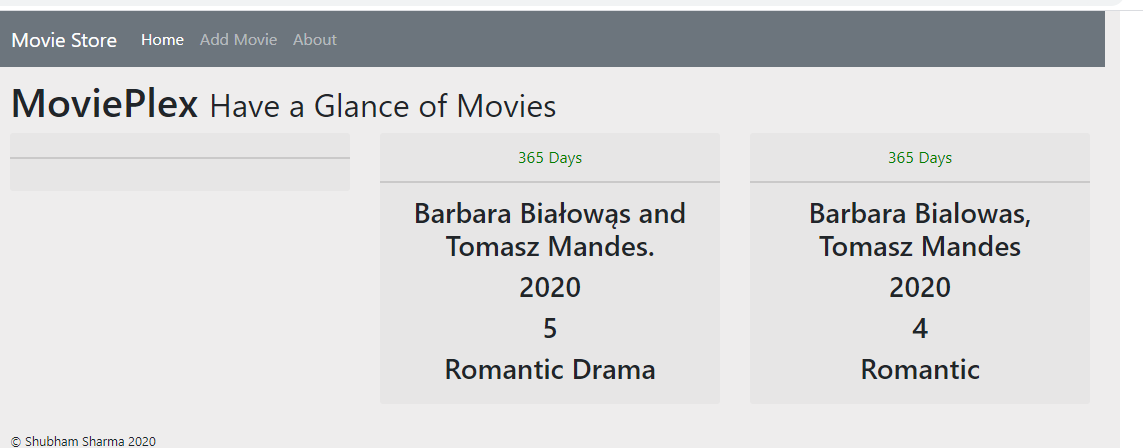 Movie Store Home Add Movie About
MoviePlex Have a Glance of Movies
365 Days
Barbara Białowąs and
Tomasz Mandes.
2020
5
Romantic Drama
365 Days
Barbara Bialowas,
Tomasz Mandes
2020
4
Romantic
© Shubham Sharma 2020